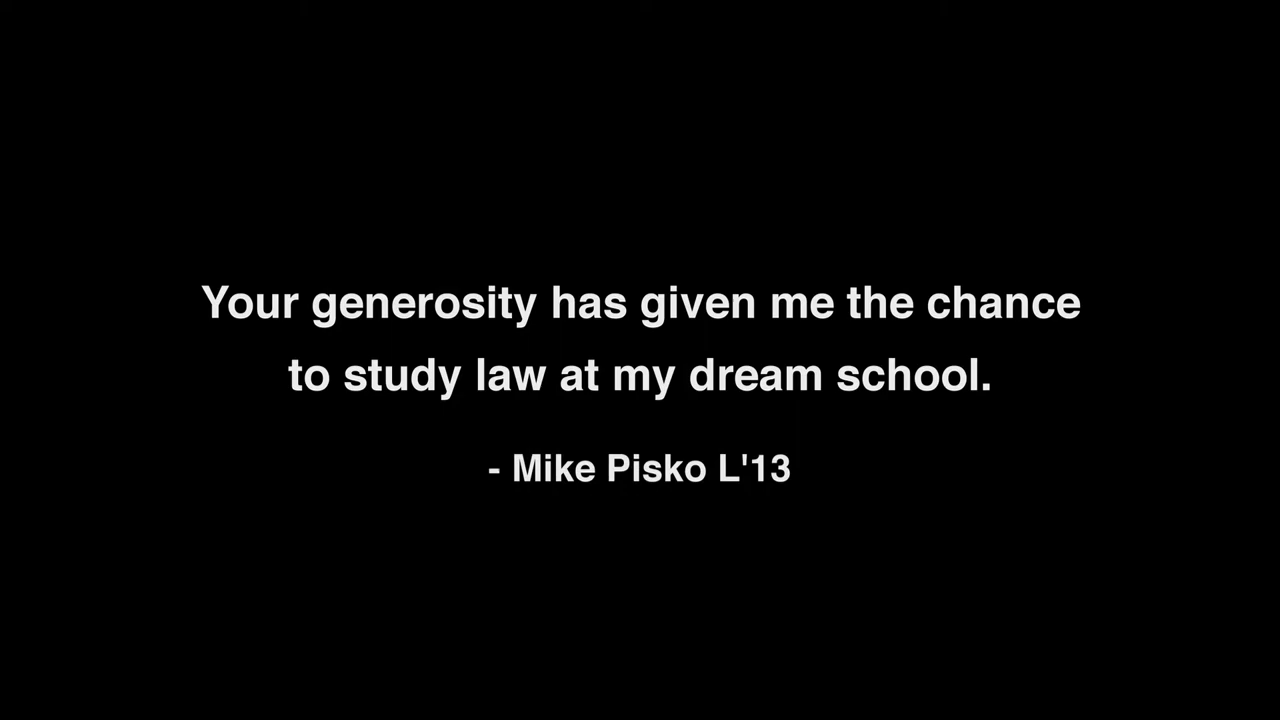 Your generosity has given me the chance
to study law at my dream school.
- Mike Pisko L'13